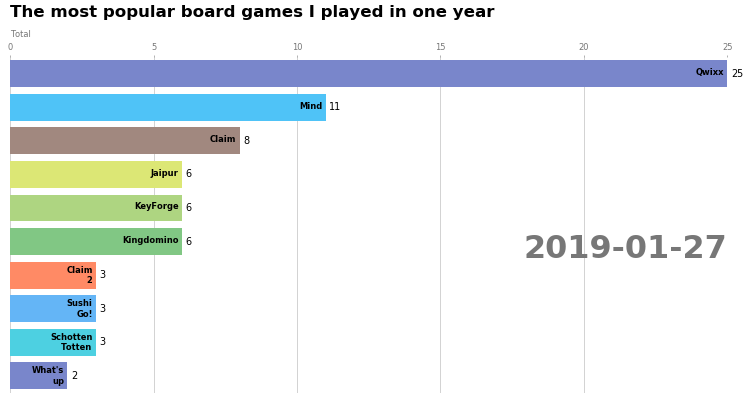 The most popular board games I played in one year
Total
0 5 10 15 20 25
Qwixx 25
Mind 11
Claim 8
Jaipur 6
KeyForge 6
Kingdomino 6
2019-01-27
Claim
2 3
Sushi
Go! 3
Schotten
Totten 3
What's
up 2